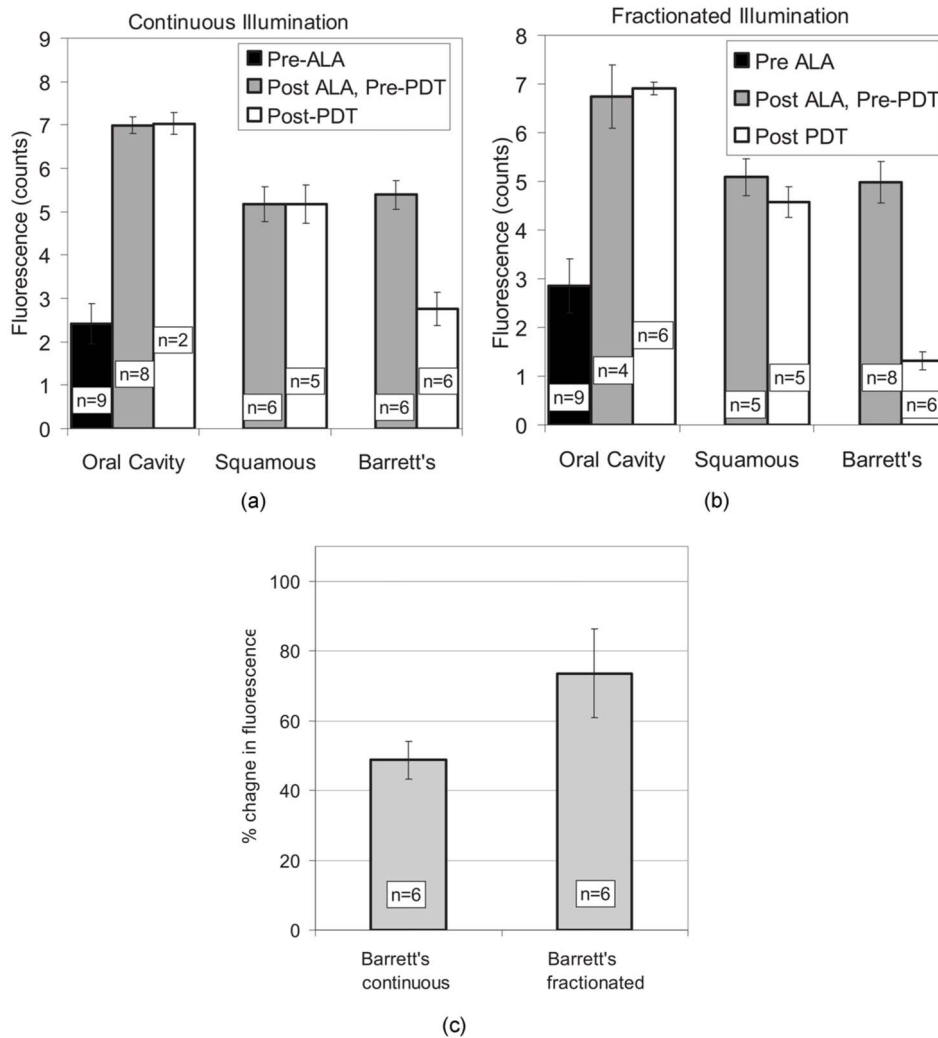 Continuous Illumination
Fluorescence (counts)
9
8
7
6
5
4
3
2
1
0
Pre-ALA
Post ALA, Pre-PDT
Post-PDT
n=9
n=8
n=2
n=6
n=5
n=6
n=6
Oral Cavity Squamous Barrett's
(a)
Fractionated Illumination
Fluorescence (counts)
8
7
6
5
4
3
2
1
0
Pre ALA
Post ALA, Pre-PDT
Post PDT
n=9
n=4
n=6
n=5
n=5
n=8
n=6
Oral Cavity Squamous Barrett's
(b)
% chagne in fluorescence
100
80
60
40
20
0
n=6
n=6
Barrett's
continuous
Barrett's
fractionated
(c)